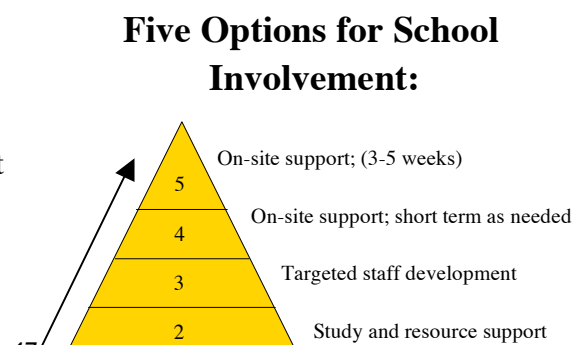 Five Options for School
Involvement:
On-site support; (3-5 weeks)
5
On-site support; short term as needed
4
Targeted staff development
3
Study and resource support
2